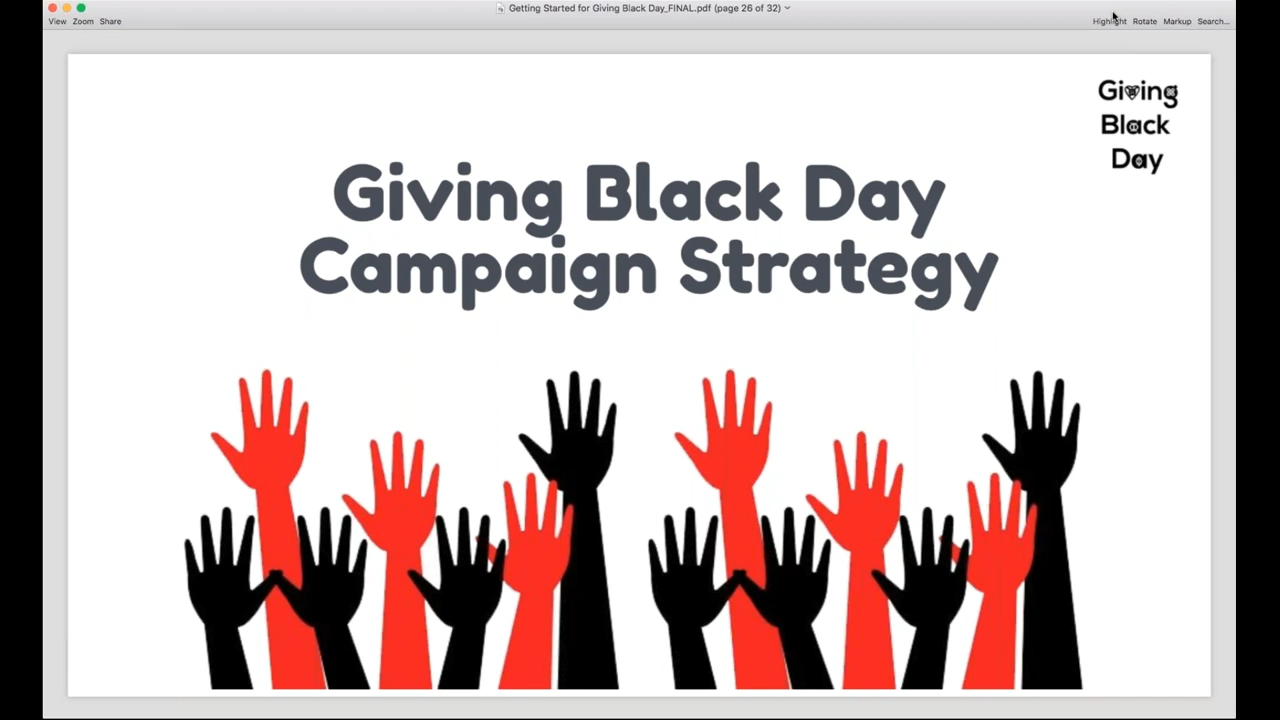 Getting Started for Giving Black Day_FINAL.pdf (page 26 of 32)
View Zoom Share
Highlight Rotate Markup Search...
Giving
Black
Day
Giving Black Day
Campaign Strategy